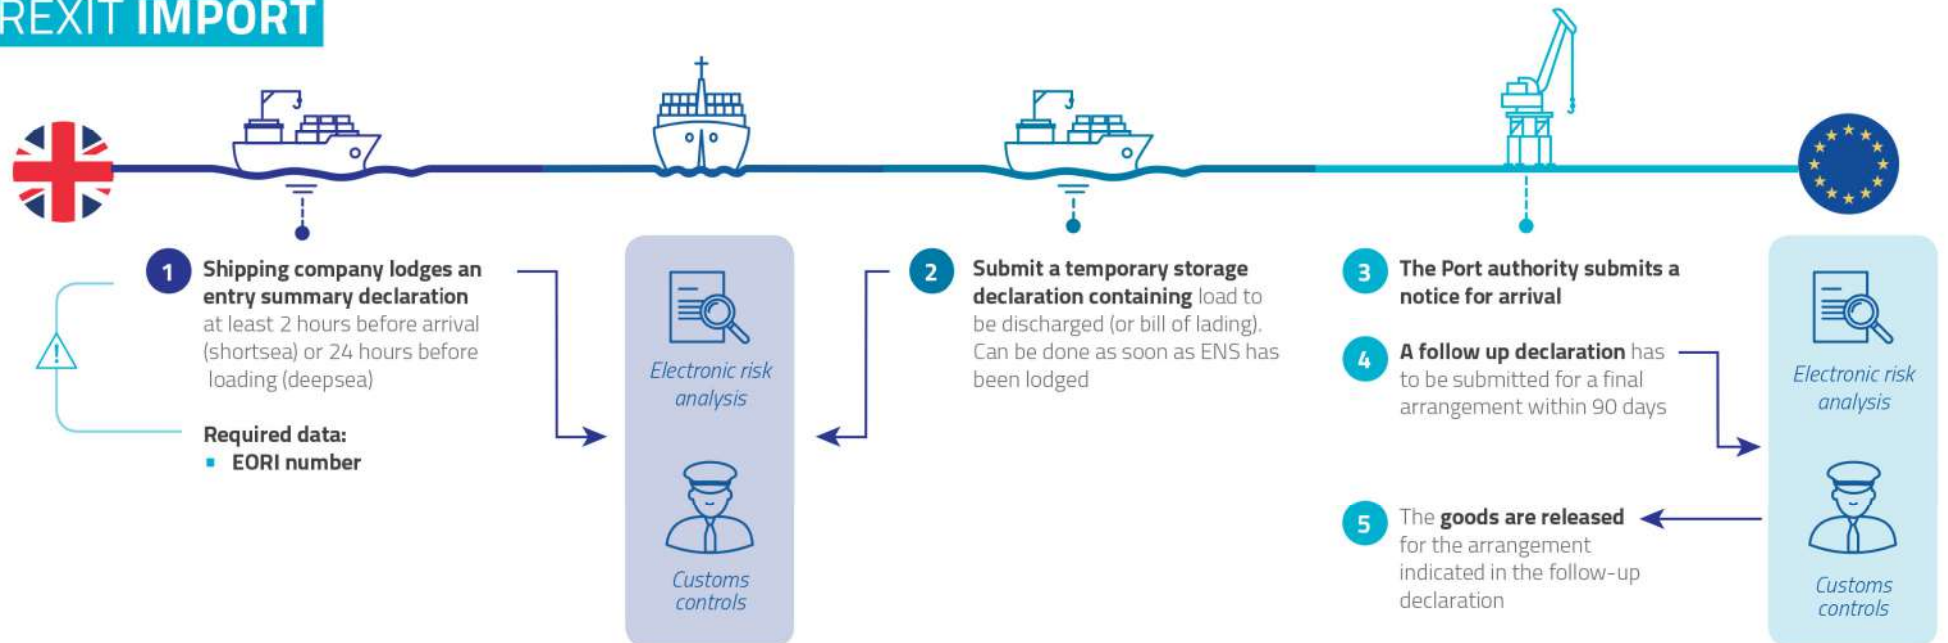 REXIT IMPORT
1
Shipping company lodges an
entry summary declaration
at least 2 hours before arrival
(shortsea) or 24 hours before
loading (deepsea)
!
Required data:
▪ EORI number
Electronic risk
analysis
Customs
controls
2
Submit a temporary storage
declaration containing load to
be discharged (or bill of lading).
Can be done as soon as ENS has
been lodged
3
The Port authority submits a
notice for arrival
4
A follow up declaration has
to be submitted for a final
arrangement within 90 days
5
The goods are released
for the arrangement
indicated in the follow-up
declaration
Electronic risk
analysis
Customs
controls